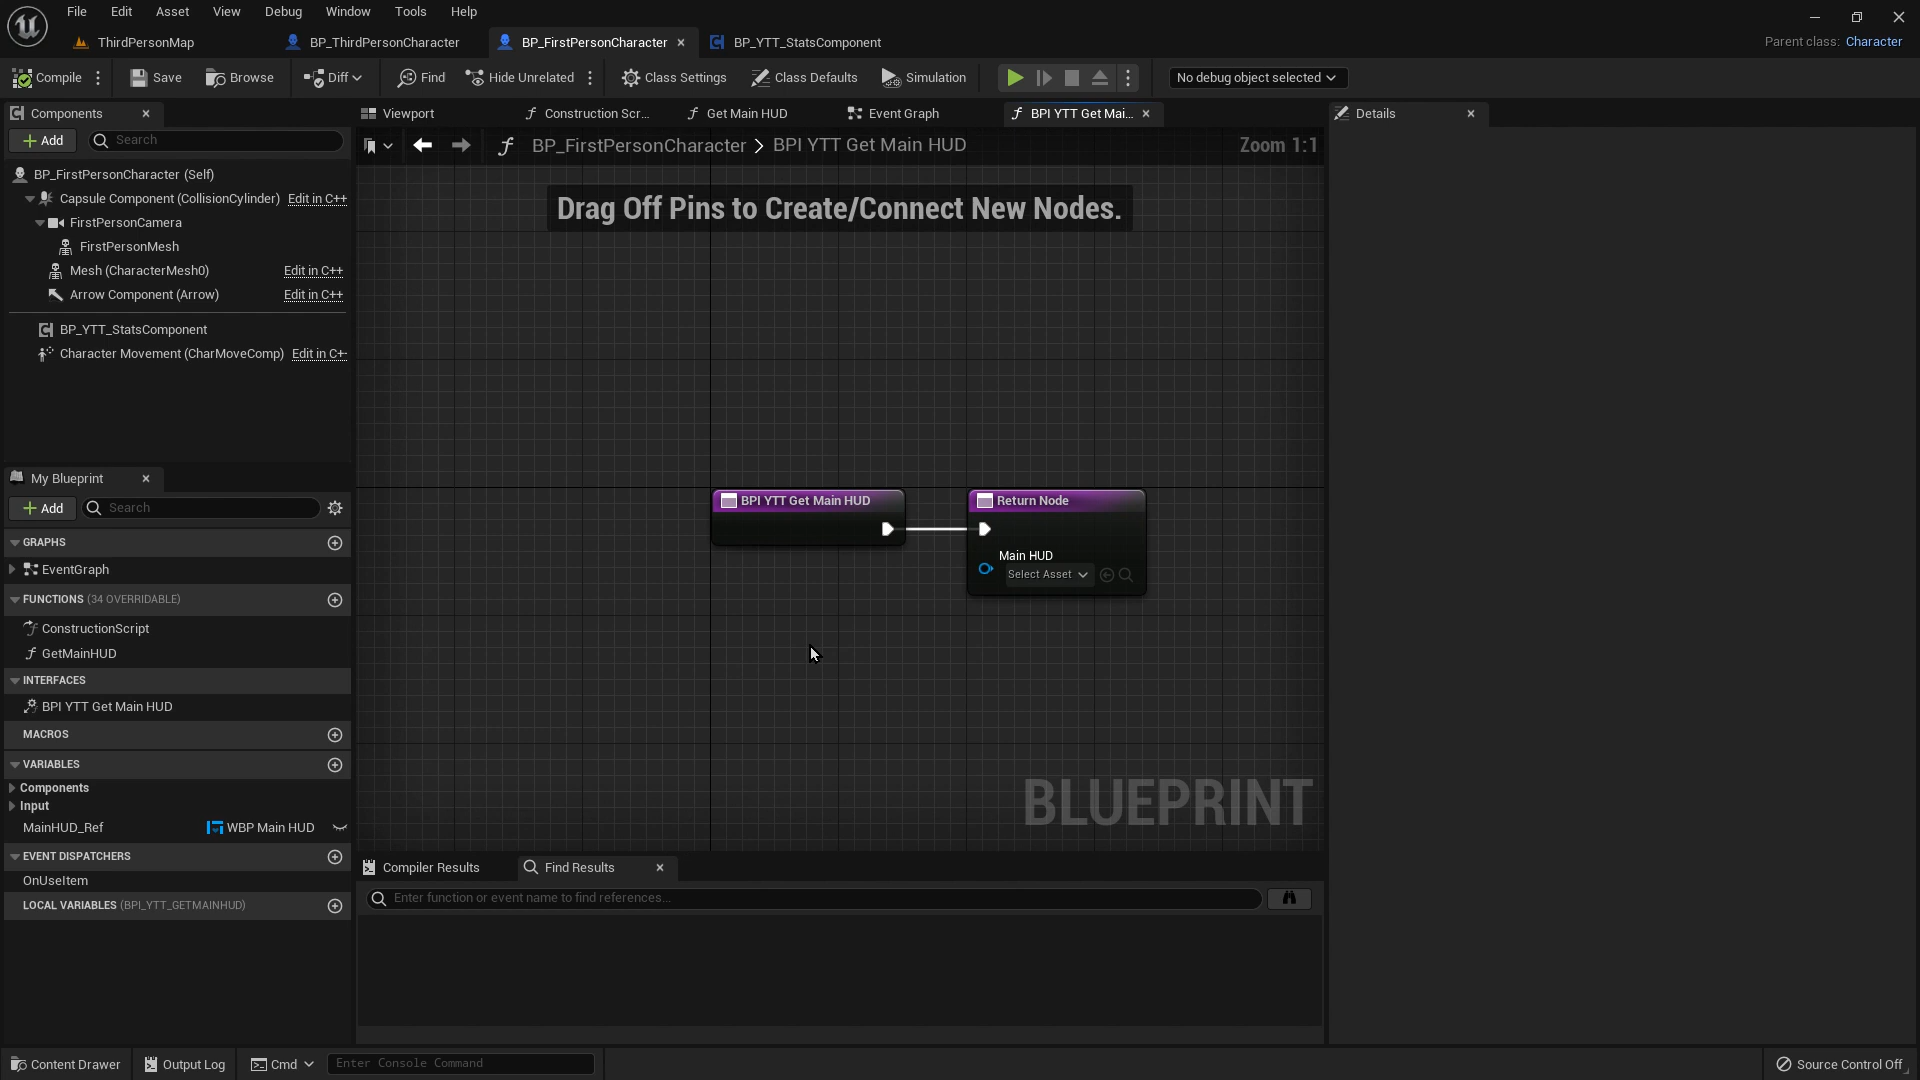 File Edit Asset View Debug Window Tools Help
ThirdPersonMap BP_ThirdPersonCharacter BP_FirstPersonCharacter BP_YTT_StatsComponent
Parent class: Character
Compile Save Browse Diff Find Hide Unrelated Class Settings Class Defaults Simulation No debug object selected
Components
Viewport Construction Scr... Get Main HUD Event Graph BPI YTT Get Mai...
Details
Add Search
BP_FirstPersonCharacter > BPI YTT Get Main HUD
Zoom 1:1
BP_FirstPersonCharacter (Self)
Capsule Component (CollisionCylinder) Edit in C++
FirstPersonCamera
FirstPersonMesh
Mesh (CharacterMesh0) Edit in C++
Arrow Component (Arrow) Edit in C++
BP_YTT_StatsComponent
Character Movement (CharMoveComp) Edit in C+
Drag Off Pins to Create/Connect New Nodes.
My Blueprint
Add Search
GRAPHS
EventGraph
FUNCTIONS (34 OVERRIDABLE)
ConstructionScript
GetMainHUD
INTERFACES
BPI YTT Get Main HUD
MACROS
VARIABLES
Components
Input
MainHUD_Ref WBP Main HUD
EVENT DISPATCHERS
OnUseItem
LOCAL VARIABLES (BPI_YTT_GETMAINHUD)
BPI YTT Get Main HUD
Return Node
Main HUD
Select Asset
BLUEPRINT
Compiler Results Find Results
Enter function or event name to find references...
Content Drawer Output Log Cmd Enter Console Command
Source Control Off